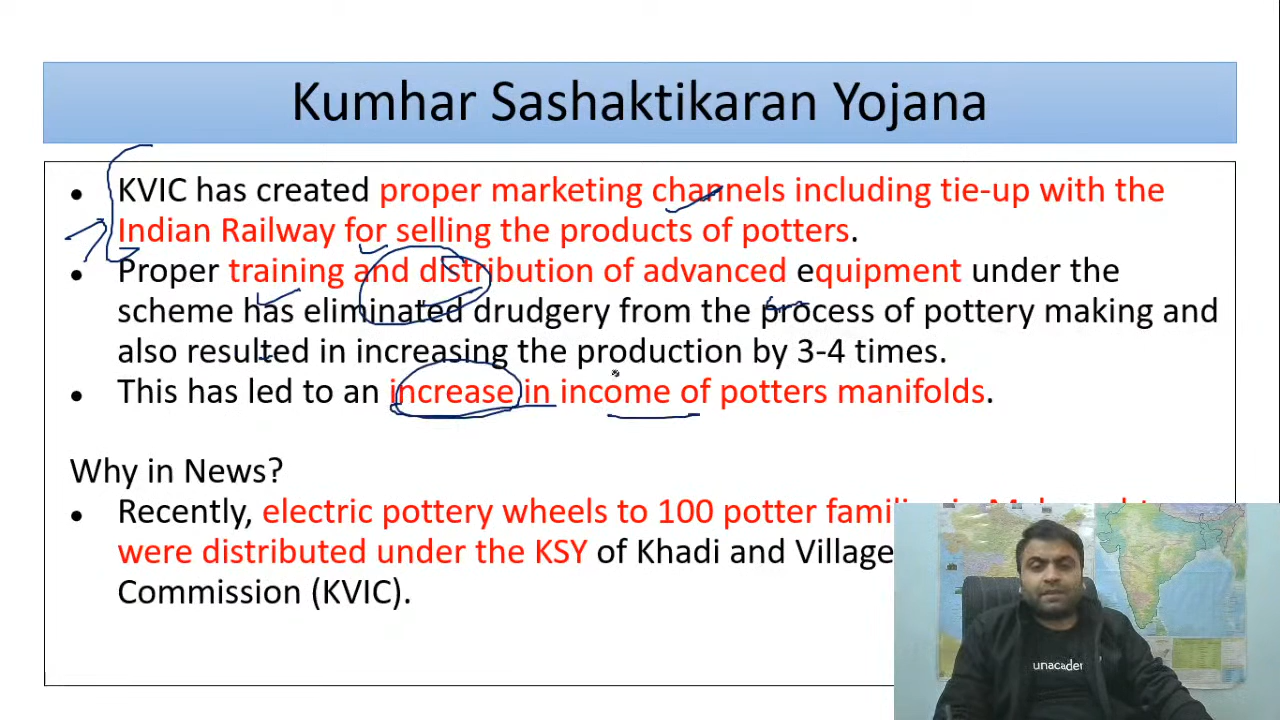 Kumhar Sashaktikaran Yojana
• KVIC has created proper marketing channels including tie-up with the
Indian Railway for selling the products of potters.
• Proper training and distribution of advanced equipment under the
scheme has eliminated drudgery from the process of pottery making and
also resulted in increasing the production by 3-4 times.
• This has led to an increase in income of potters manifolds.
Why in News?
• Recently, electric pottery wheels to 100 potter
were distributed under the KSY of Khadi and Village
Commission (KVIC).
unacadem